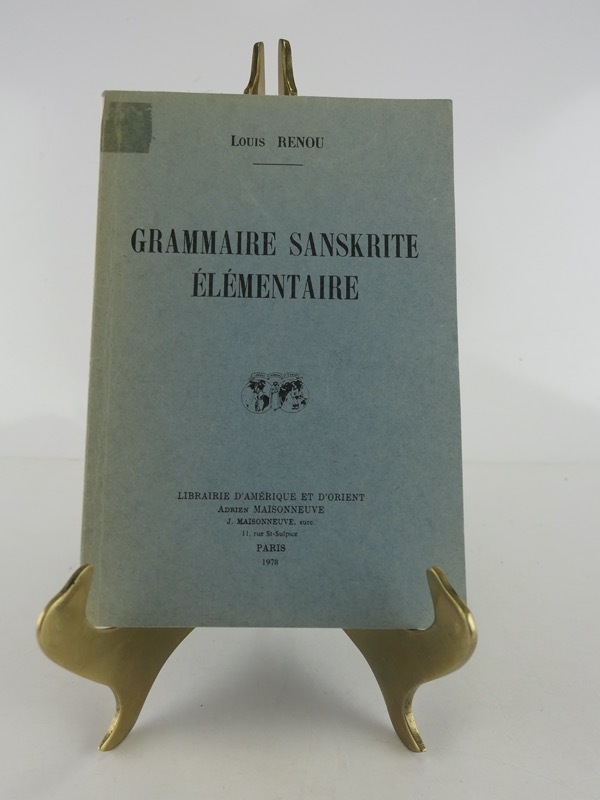 Louis RENOU
GRAMMAIRE SANSKRITE
ÉLÉMENTAIRE
LIBRAIRIE D'AMÉRIQUE ET D'ORIENT
Adrien MAISONNEUVE
J. MAISONNEUVE, succ.
11, rue St-Sulpice
PARIS
1978